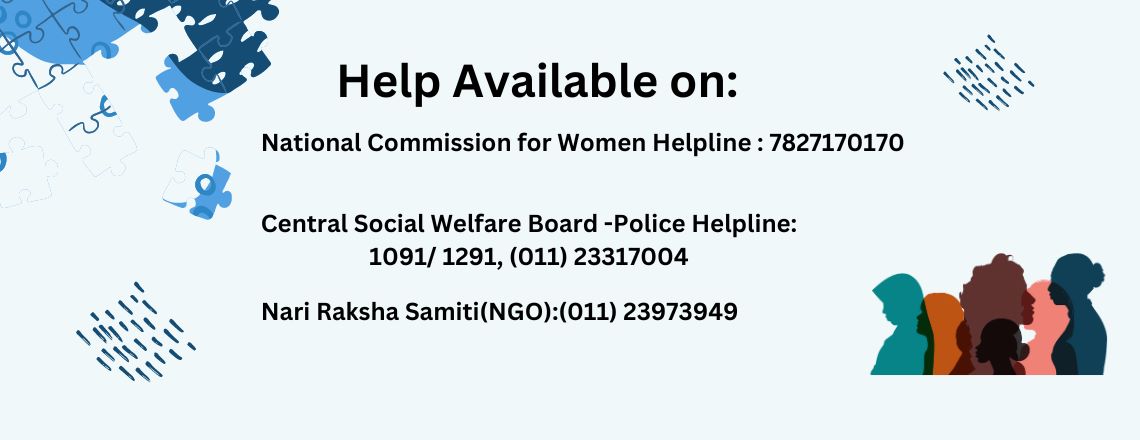 Help Available on:
National Commission for Women Helpline : 7827170170
Central Social Welfare Board -Police Helpline:
1091/ 1291, (011) 23317004
Nari Raksha Samiti(NGO):(011) 23973949